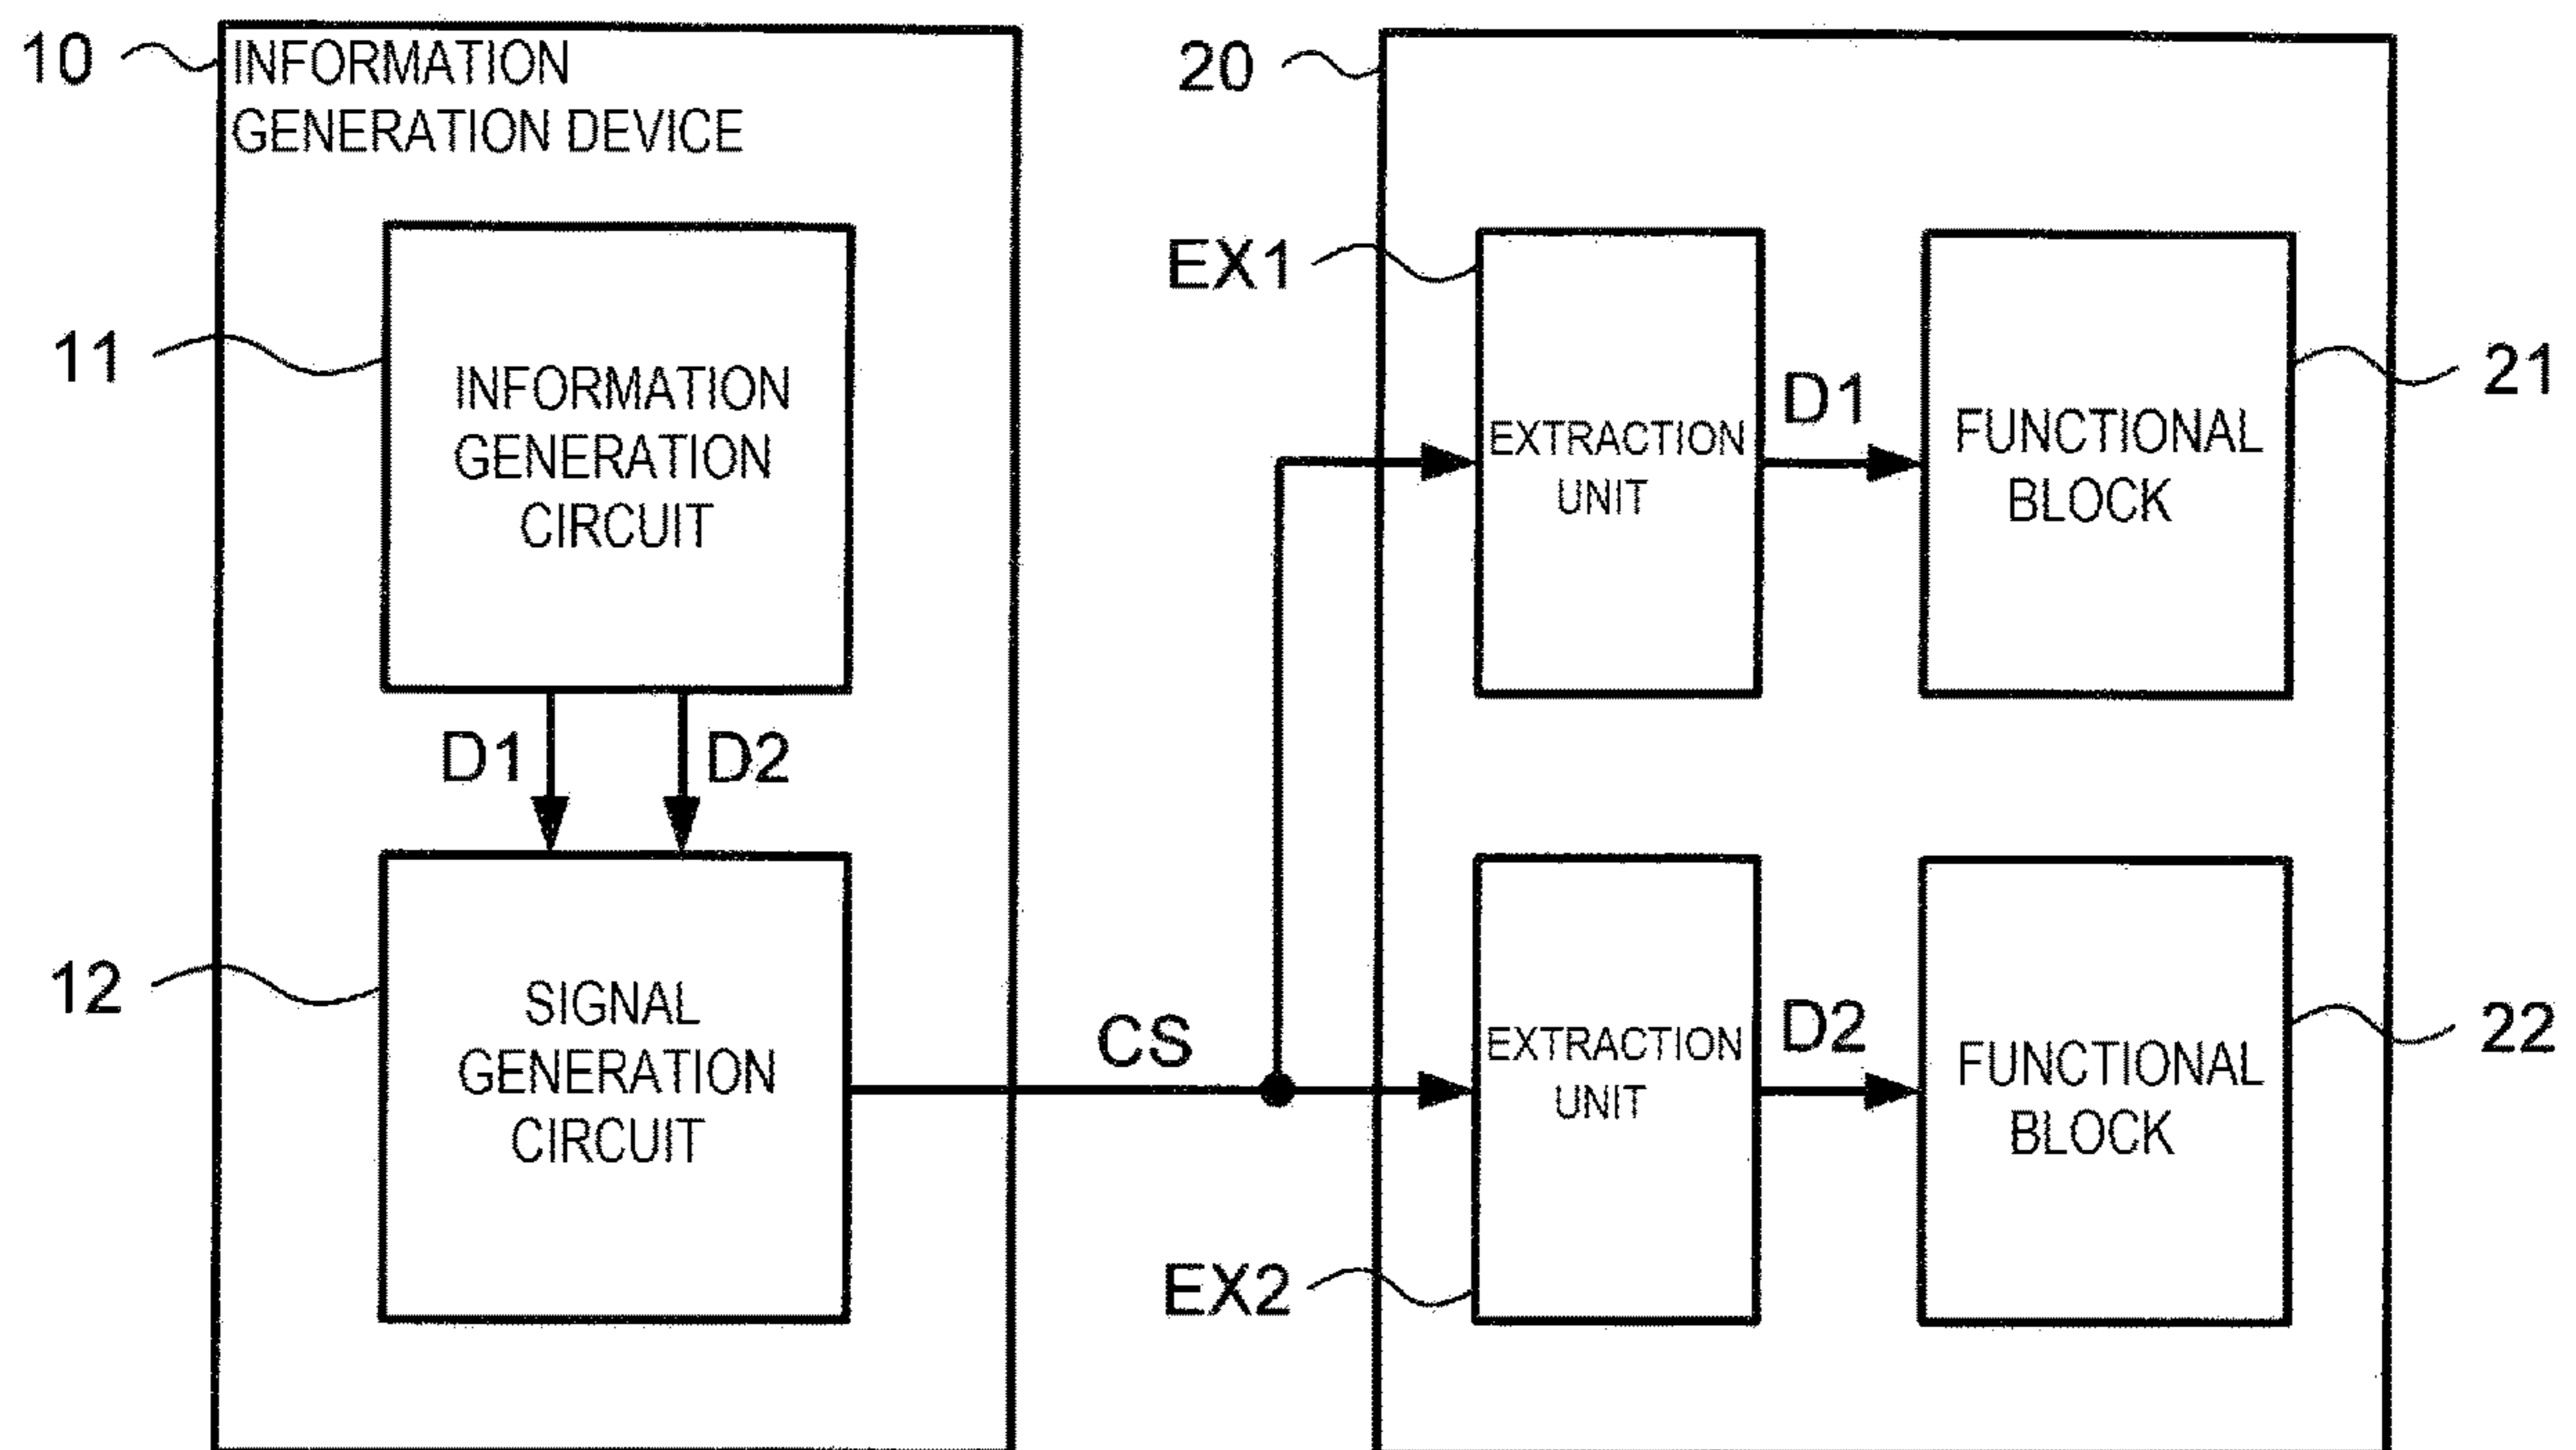 10
INFORMATION
GENERATION DEVICE
11
INFORMATION
GENERATION
CIRCUIT
D1
D2
12
SIGNAL
GENERATION
CIRCUIT
CS
20
EX1
EXTRACTION
UNIT
D1
FUNCTIONAL
BLOCK
21
EX2
EXTRACTION
UNIT
D2
FUNCTIONAL
BLOCK
22